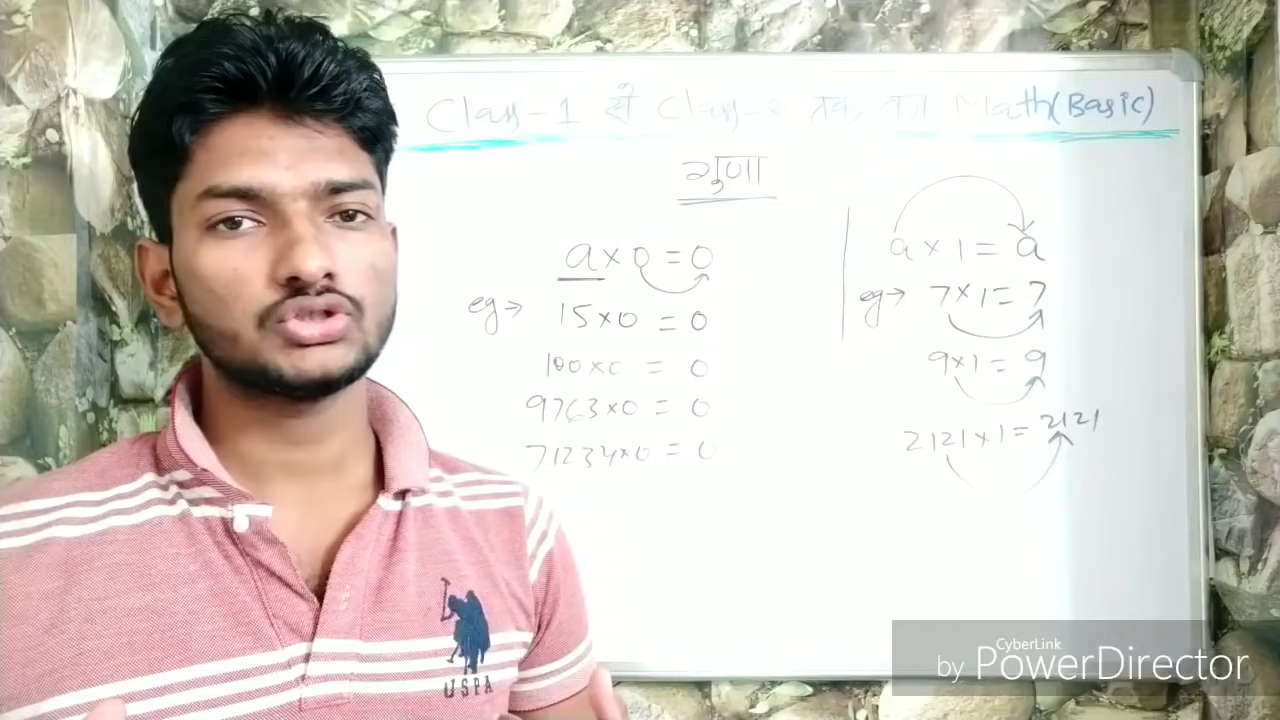 Class-1 से Class-8 तक का Math(Basic)
गुणा
a×0 = 0
eg→ 15×0 = 0
100×0 = 0
9763×0 = 0
71234×0 = 0
a × 1 = a
eg→ 7×1= 7
9×1 = 9
2121×1 = 2121
USPA
CyberLink
by PowerDirector